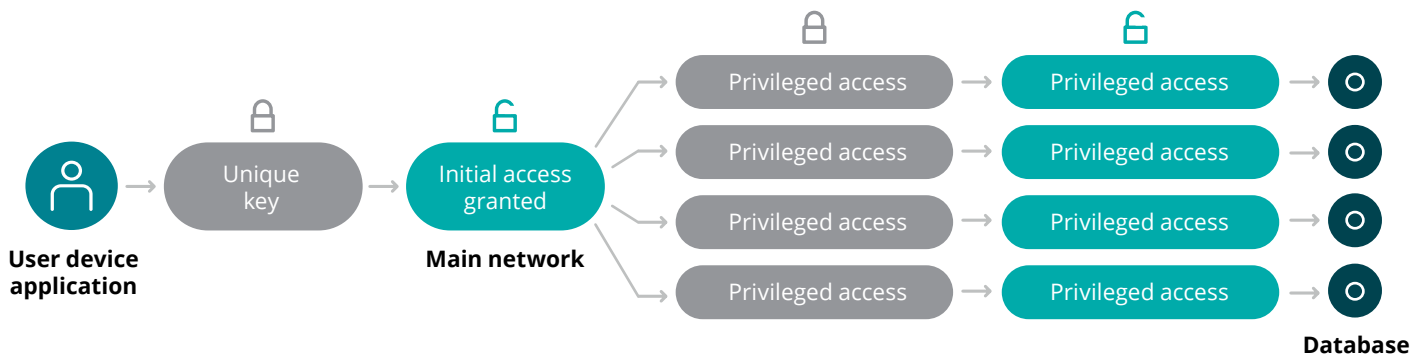 Privileged access
Privileged access
Unique
key
Initial access
granted
Privileged access
Privileged access
User device
application
Main network
Privileged access
Privileged access
Privileged access
Privileged access
Database